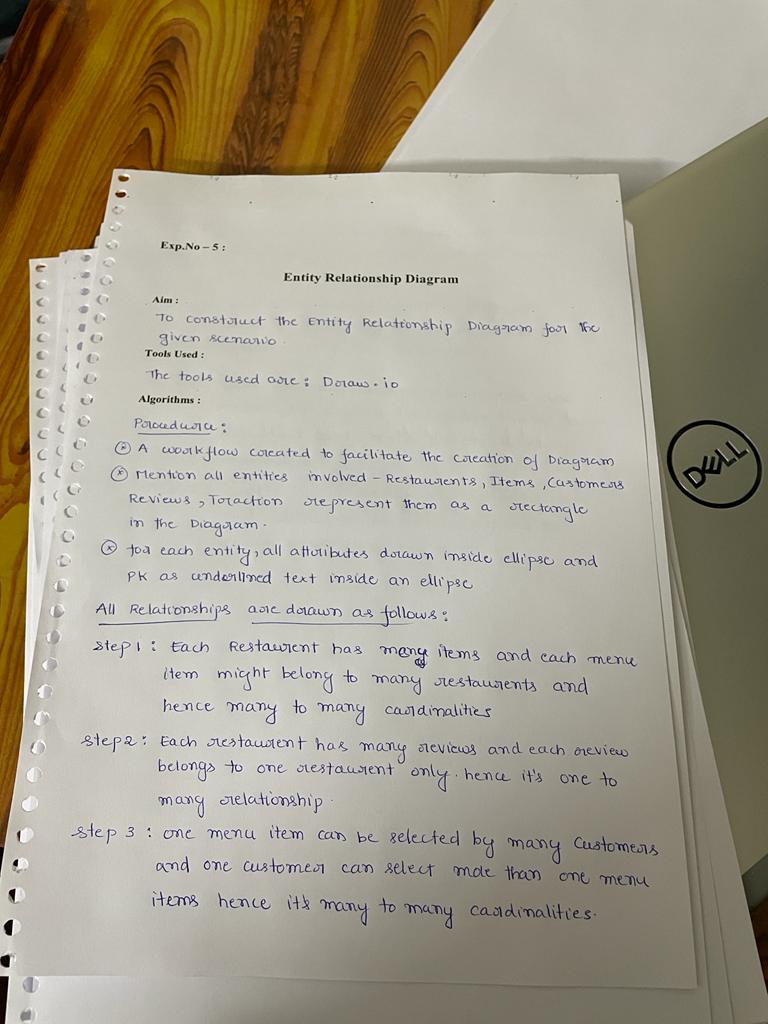 Exp.No – 5 :
Entity Relationship Diagram
Aim :
To construct the Entity Relationship Diagram for the
given scenario.
Tools Used :
The tools used are : Draw.io
Algorithms :
Procedure :
A workflow created to facilitate the creation of Diagram
Mention all entities involved - Restaurents, Items, Customers
Reviews, Traction represent them as a rectangle
in the Diagram.
for each entity, all attributes drawn inside ellipse and
PK as underlined text inside an ellipse
All Relationships are drawn as follows :
Step 1 : Each Restaurent has many items and each menu
item might belong to many restaurents and
hence many to many cardinalities
Step2 : Each restaurent has many reviews and each review
belongs to one restaurent only. hence it's one to
many relationship.
Step 3 : one menu item can be selected by many Customers
and one customer can select mole than one menu
items hence it's many to many cardinalities.
DELL